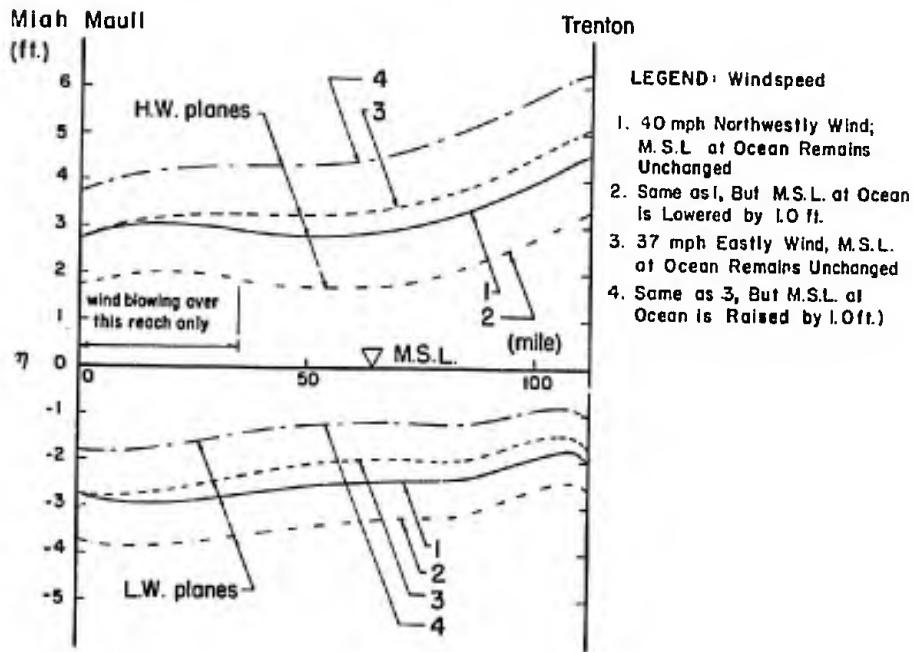 Miah Maull
(ft.)
Trenton
6
5
4
3
2
1
η 0
-1
-2
-3
-4
-5
4
3
H.W. planes
1
2
wind blowing over
this reach only
(mile)
M.S.L.
0
50
100
L.W. planes
1
2
3
4
LEGEND: Windspeed
1. 40 mph Northwestly Wind;
M.S.L at Ocean Remains
Unchanged
2. Same as 1, But M.S.L. at Ocean
is Lowered by 1.0 ft.
3. 37 mph Eastly Wind, M.S.L.
at Ocean Remains Unchanged
4. Same as 3, But M.S.L. at
Ocean is Raised by 1.0ft.)